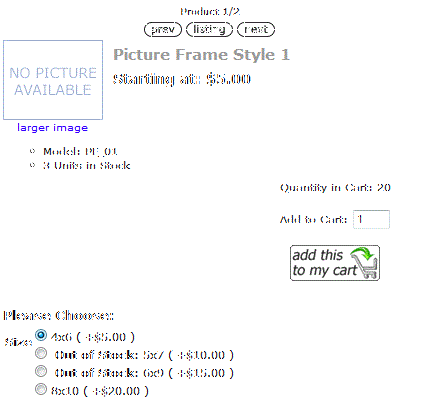 Product 1/2
prev listing next
NO PICTURE
AVAILABLE
Picture Frame Style 1
Starting at: $5.000
larger image
Model: PF_01
3 Units in Stock
Quantity in Cart: 20
Add to Cart: 1
add this
to my cart
Please Choose:
Size
4x6 ( +$5.00 )
Out of Stock: 5x7 ( +$10.00 )
Out of Stock: 6x9 ( +$15.00 )
8x10 ( +$20.00 )